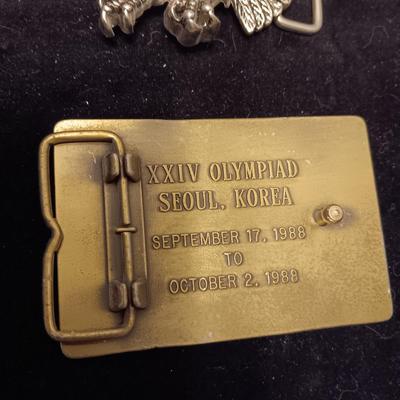 XXIV OLYMPIAD
SEOUL, KOREA
SEPTEMBER 17, 1988
TO
OCTOBER 2, 1988